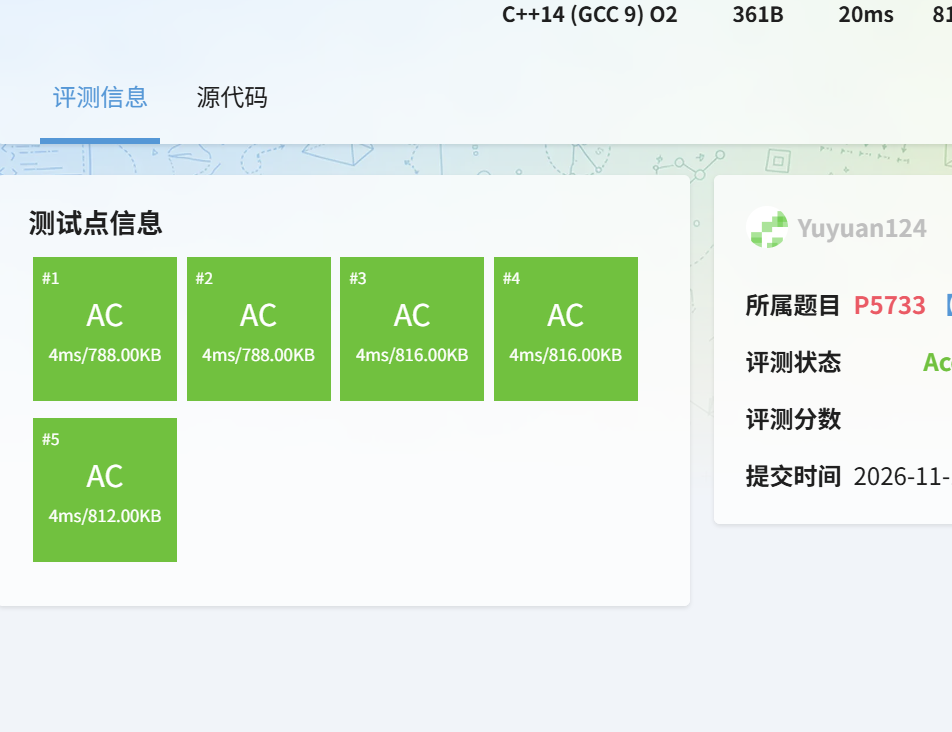 C++14 (GCC 9) O2 361B 20ms
评测信息 源代码
测试点信息
#1
AC
4ms/788.00KB
#2
AC
4ms/788.00KB
#3
AC
4ms/816.00KB
#4
AC
4ms/816.00KB
#5
AC
4ms/812.00KB
Yuyuan124
所属题目 P5733
评测状态
评测分数
提交时间 2026-11-